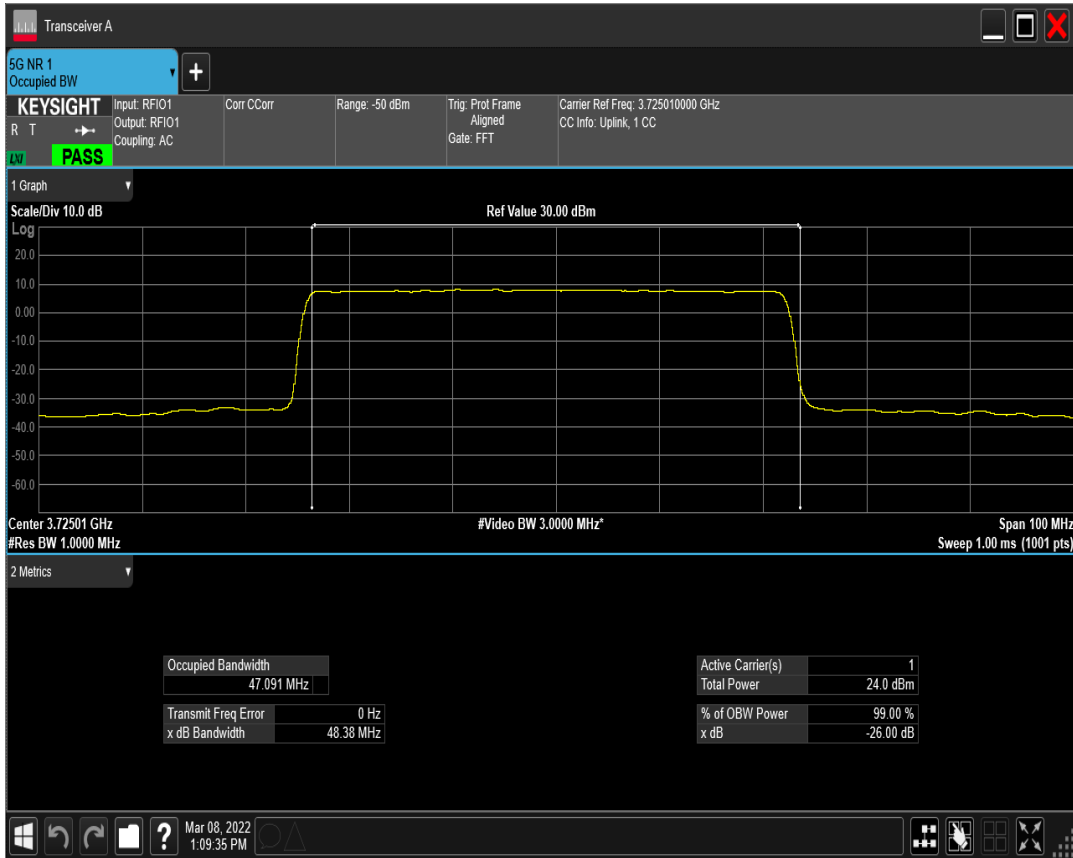 Transceiver A
5G NR 1
Occupied BW
+
KEYSIGHT
R T
LXI PASS
Input: RFIO1
Output: RFIO1
Coupling: AC
Corr CCorr
Range: -50 dBm
Trig: Prot Frame
Aligned
Gate: FFT
Carrier Ref Freq: 3.725010000 GHz
CC Info: Uplink, 1 CC
1 Graph
Scale/Div 10.0 dB
Ref Value 30.00 dBm
Log
20.0
10.0
0.00
-10.0
-20.0
-30.0
-40.0
-50.0
-60.0
Center 3.72501 GHz
#Video BW 3.0000 MHz*
Span 100 MHz
#Res BW 1.0000 MHz
Sweep 1.00 ms (1001 pts)
2 Metrics
Occupied Bandwidth
47.091 MHz
Transmit Freq Error 0 Hz
x dB Bandwidth 48.38 MHz
Active Carrier(s) 1
Total Power 24.0 dBm
% of OBW Power 99.00 %
x dB -26.00 dB
?
Mar 08, 2022
1:09:35 PM